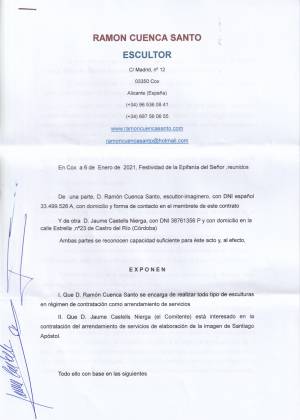 RAMON CUENCA SANTO
ESCULTOR
C/ Madrid, nº 12
03350 Cox
Alicante (España)
(+34) 96 536 08 41
(+34) 687 56 06 55
www.ramoncuencasanto.com
ramoncuencasanto@hotmail.com
En Cox a 6 de Enero de 2021, Festividad de la Epifanía del Señor ,reunidos
De una parte, D. Ramón Cuenca Santo, escultor-imaginero, con DNI español
33.499.526 A, con domicilio y forma de contacto en el membrete de este contrato
Y de otra D. Jaume Castells Nierga, con DNI 38761356 P y con domicilio en la
calle Estrella ,nº23 de Castro del Río (Córdoba)
Ambas partes se reconocen capacidad suficiente para éste acto y, al efecto,
E X P O N E N
I. Que D. Ramón Cuenca Santo se encarga de realizar todo tipo de esculturas
en régimen de contratación como arrendamiento de servicios.
II. Que D. Jaume Castells Nierga (el Comitente) está interesado en la
contratación del arrendamiento de servicios de elaboración de la imagen de Santiago
Apóstol.
Todo ello con base en las siguientes
Jaume Castells